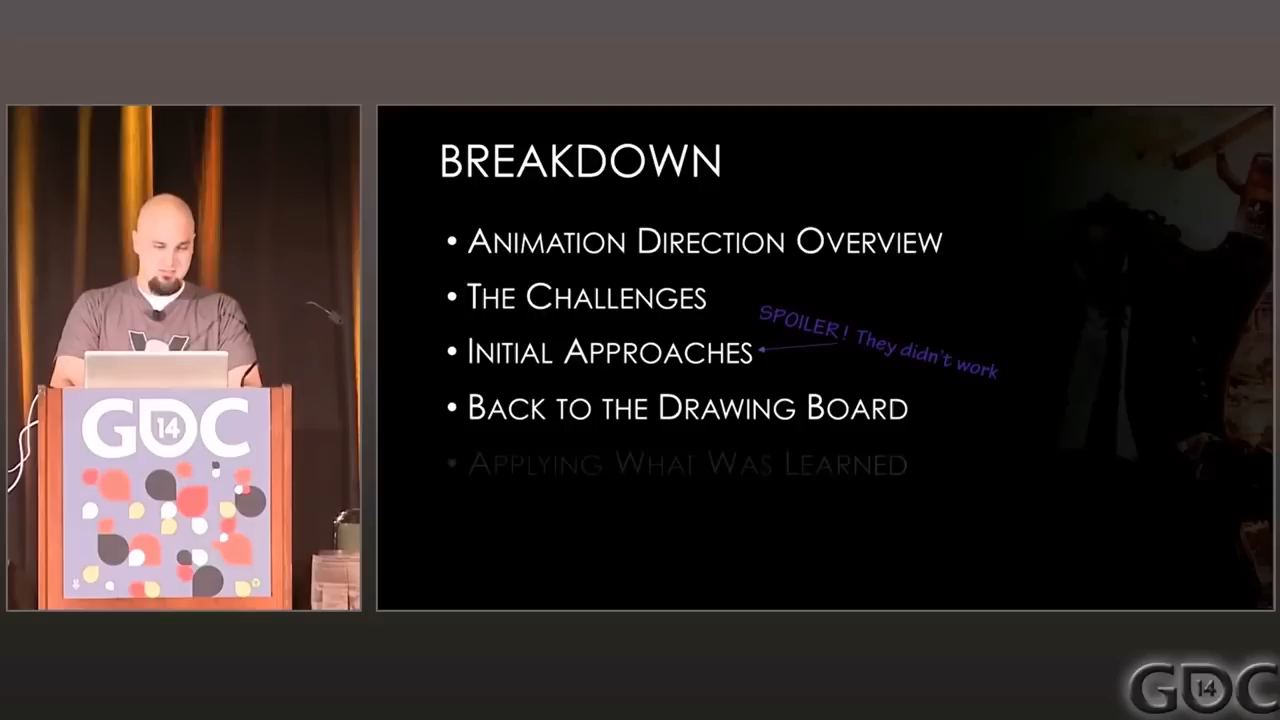 BREAKDOWN
• ANIMATION DIRECTION OVERVIEW
• THE CHALLENGES
SPOILER! They didn't work
• INITIAL APPROACHES
• BACK TO THE DRAWING BOARD
• APPLYING WHAT WAS LEARNED
GDC 14
GDC 14